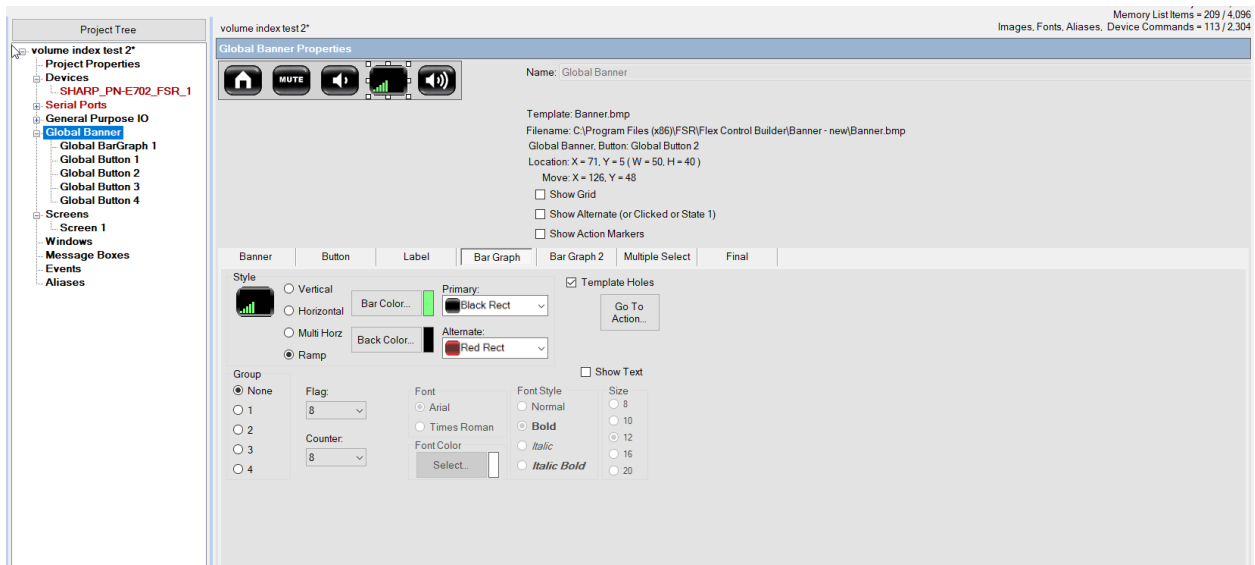 Memory List Items = 209 / 4,096
Project Tree
volume index test 2*
Images, Fonts, Aliases, Device Commands = 113 / 2,304
volume index test 2*
Project Properties
Devices
SHARP_PN-E702_FSR_1
Serial Ports
General Purpose IO
Global Banner
Global BarGraph 1
Global Button 1
Global Button 2
Global Button 3
Global Button 4
Screens
Screen 1
Windows
Message Boxes
Events
Aliases
Global Banner Properties
MUTE
Name: Global Banner
Template: Banner.bmp
Filename: C:\Program Files (x86)\FSR\Flex Control Builder\Banner - new\Banner.bmp
Global Banner, Button: Global Button 2
Location: X = 71, Y = 5 ( W = 50, H = 40 )
Move: X = 126, Y = 48
Show Grid
Show Alternate (or Clicked or State 1)
Show Action Markers
Banner Button Label Bar Graph Bar Graph 2 Multiple Select Final
Style
Vertical
Horizontal
Multi Horz
Ramp
Bar Color...
Back Color...
Primary:
Black Rect
Alternate:
Red Rect
Template Holes
Go To
Action...
Show Text
Group
None
1
2
3
4
Flag:
8
Counter:
8
Font
Arial
Times Roman
Font Color
Select...
Font Style
Normal
Bold
Italic
Italic Bold
Size
8
10
12
16
20